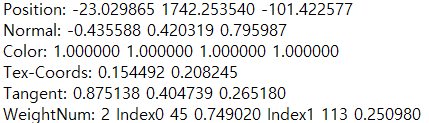 Position: -23.029865 1742.253540 -101.422577
Normal: -0.435588 0.420319 0.795987
Color: 1.000000 1.000000 1.000000 1.000000
Tex-Coords: 0.154492 0.208245
Tangent: 0.875138 0.404739 0.265180
WeightNum: 2 Index0 45 0.749020 Index1 113 0.250980